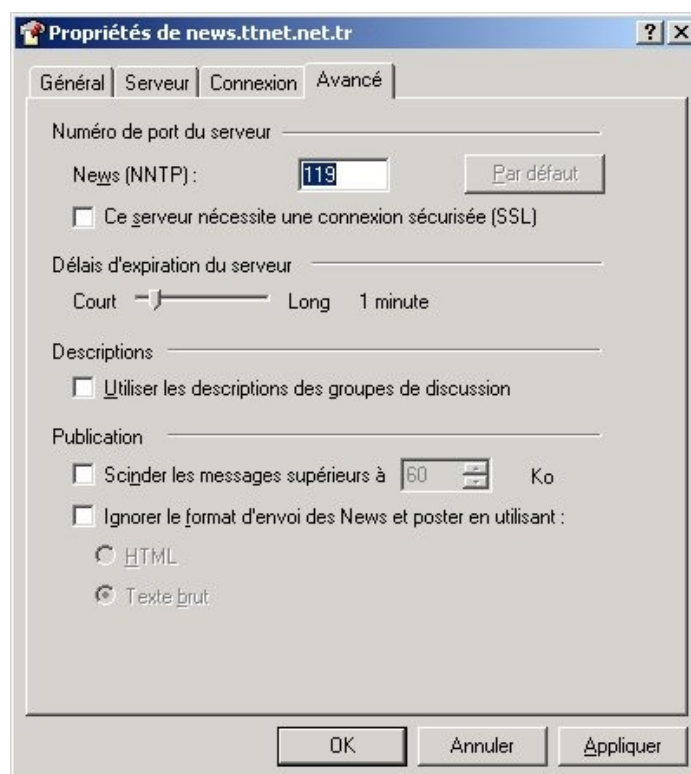 Propriétés de news.ttnet.net.tr
Général Serveur Connexion Avancé
Numéro de port du serveur
News (NNTP) : 119 Par défaut
Ce serveur nécessite une connexion sécurisée (SSL)
Délais d'expiration du serveur
Court Long 1 minute
Descriptions
Utiliser les descriptions des groupes de discussion
Publication
Scinder les messages supérieurs à 60 Ko
Ignorer le format d'envoi des News et poster en utilisant :
HTML
Texte brut
OK Annuler Appliquer